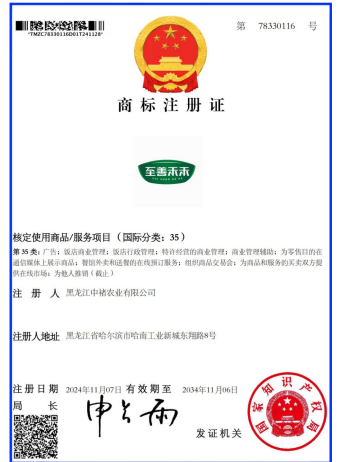 第 78330116 号
*TMZC78330116D01T241128*
商标注册证
至善禾禾
核定使用商品/服务项目（国际分类：35）
第35类：广告；饭店商业管理；饭店行政管理；特许经营的商业管理；商业管理辅助；为零售目的在
通信媒体上展示商品；餐馆外卖和送餐的在线预订服务；组织商品交易会；为商品和服务的买卖双方提
供在线市场；为他人推销（截止）
注册人 黑龙江中禇农业有限公司
注册人地址 黑龙江省哈尔滨市哈南工业新城东翔路8号
注册日期 2024年11月07日 有效期至 2034年11月06日
局长 申长雨
发证机关
国家知识产权局